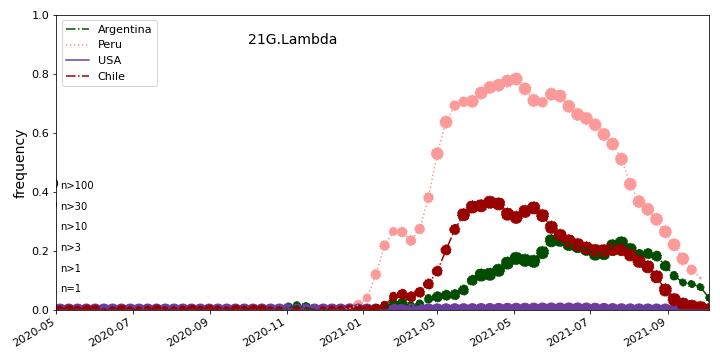 21G.Lambda
Argentina
Peru
USA
Chile
frequency
1.0
0.8
0.6
0.4
0.2
0.0
n>100
n>30
n>10
n>3
n>1
n=1
2020-05
2020-07
2020-09
2020-11
2021-01
2021-03
2021-05
2021-07
2021-09